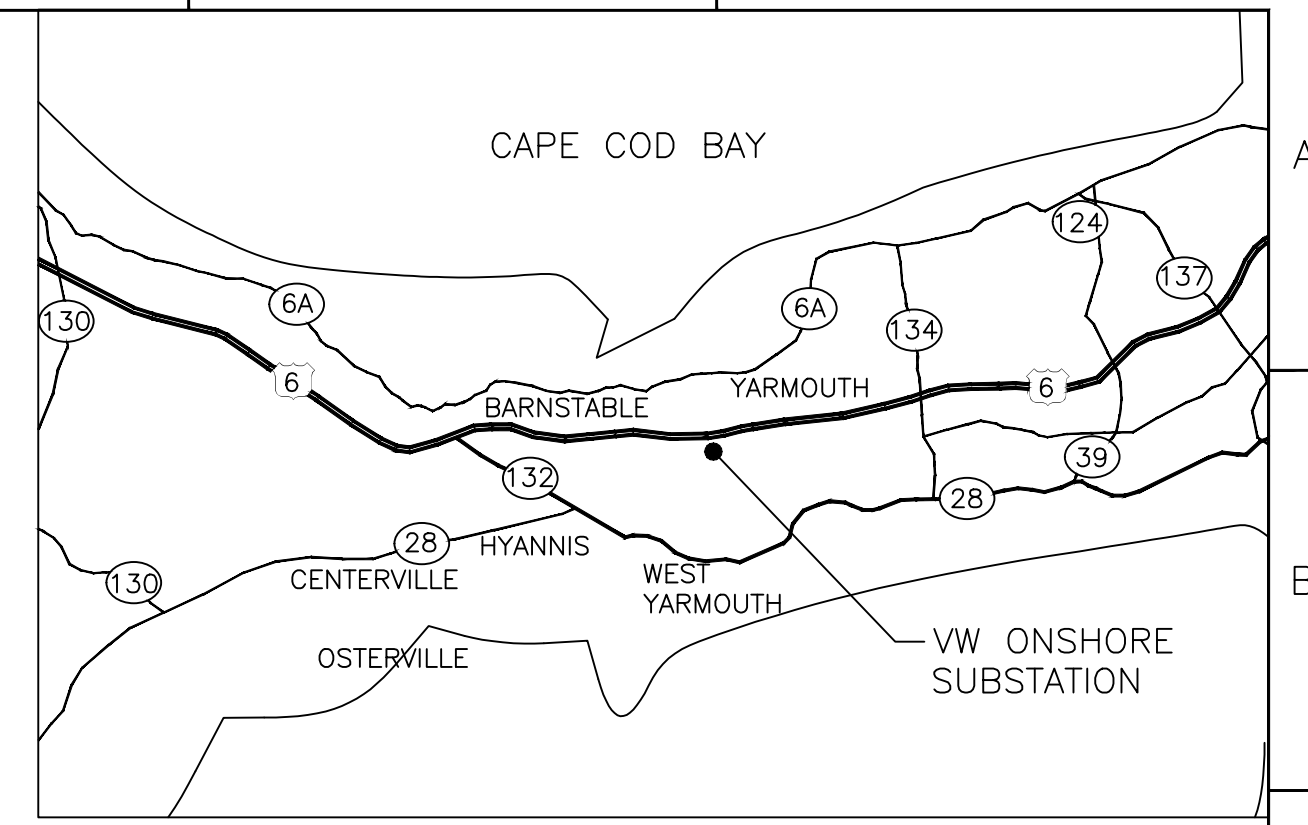 CAPE COD BAY
A
124
137
6A
6A
130
134
6
6
YARMOUTH
BARNSTABLE
39
132
28
28
HYANNIS
130
CENTERVILLE
WEST
YARMOUTH
B
OSTERVILLE
VW ONSHORE
SUBSTATION